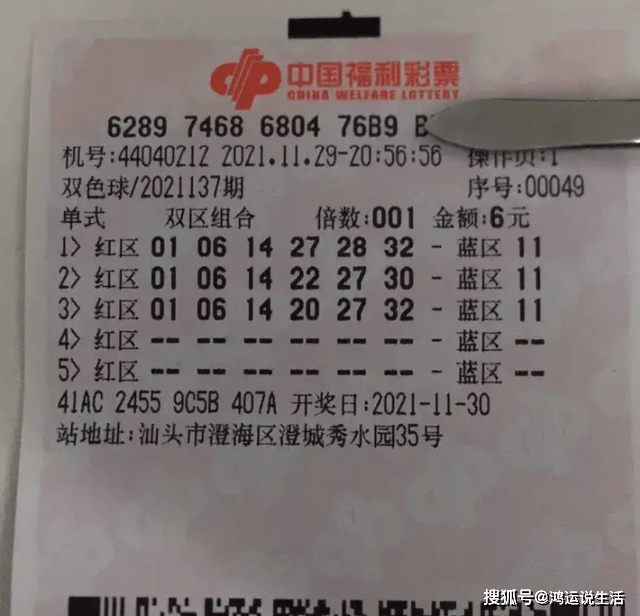 中国福利彩票
CHINA WELFARE LOTTERY
6289 7468 6804 76B9 B
机号:44040212 2021.11.29-20:56:56 操作员:1
双色球/2021137期 序号:00049
单式 双区组合 倍数:001 金额:6元
1> 红区 01 06 14 27 28 32 - 蓝区 11
2> 红区 01 06 14 22 27 30 - 蓝区 11
3> 红区 01 06 14 20 27 32 - 蓝区 11
4> 红区 -- -- -- -- -- -- - 蓝区 --
5> 红区 -- -- -- -- -- -- - 蓝区 --
41AC 2455 9C5B 407A 开奖日:2021-11-30
站地址:汕头市澄海区澄城秀水园35号
搜狐号@鸿运说生活